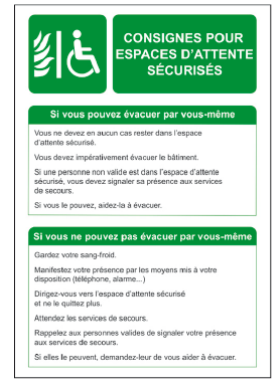 CONSIGNES POUR
ESPACES D'ATTENTE
SÉCURISÉS
Si vous pouvez évacuer par vous-même
Vous ne devez en aucun cas rester dans l'espace
d'attente sécurisé.
Vous devez impérativement évacuer le bâtiment.
Si une personne non valide est dans l'espace d'attente
sécurisé, vous devez signaler sa présence aux services
de secours.
Si vous le pouvez, aidez-la à évacuer.
Si vous ne pouvez pas évacuer par vous-même
Gardez votre sang-froid.
Manifestez votre présence par les moyens mis à votre
disposition (téléphone, alarme...)
Dirigez-vous vers l'espace d'attente sécurisé
et ne le quittez plus.
Attendez les services de secours.
Rappelez aux personnes valides de signaler votre présence
aux services de secours.
Si elles le peuvent, demandez-leur de vous aider à évacuer.